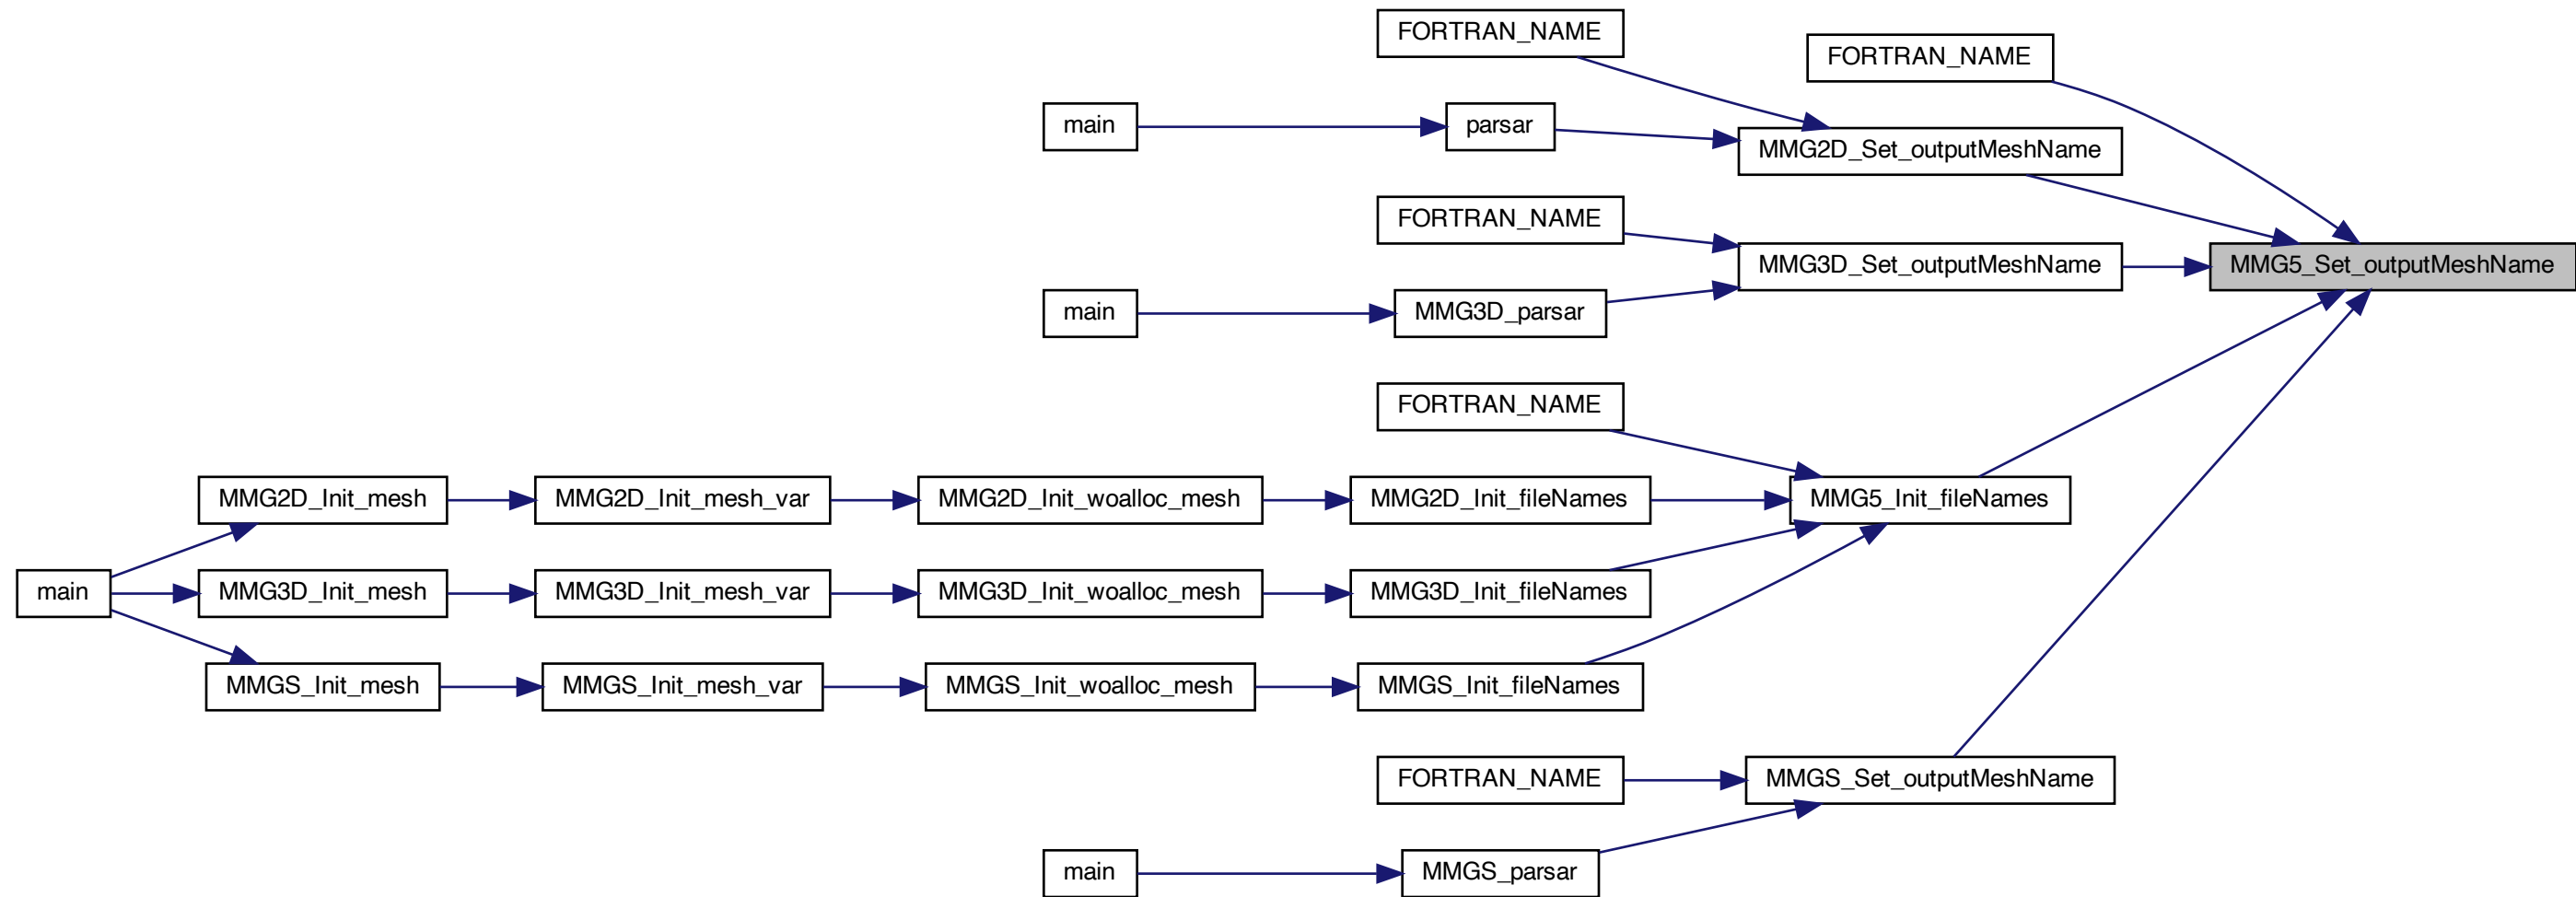 FORTRAN_NAME
FORTRAN_NAME
main
parsar
MMG2D_Set_outputMeshName
FORTRAN_NAME
MMG3D_Set_outputMeshName
MMG5_Set_outputMeshName
main
MMG3D_parsar
FORTRAN_NAME
MMG2D_Init_mesh
MMG2D_Init_mesh_var
MMG2D_Init_woalloc_mesh
MMG2D_Init_fileNames
MMG5_Init_fileNames
main
MMG3D_Init_mesh
MMG3D_Init_mesh_var
MMG3D_Init_woalloc_mesh
MMG3D_Init_fileNames
MMGS_Init_mesh
MMGS_Init_mesh_var
MMGS_Init_woalloc_mesh
MMGS_Init_fileNames
FORTRAN_NAME
MMGS_Set_outputMeshName
main
MMGS_parsar